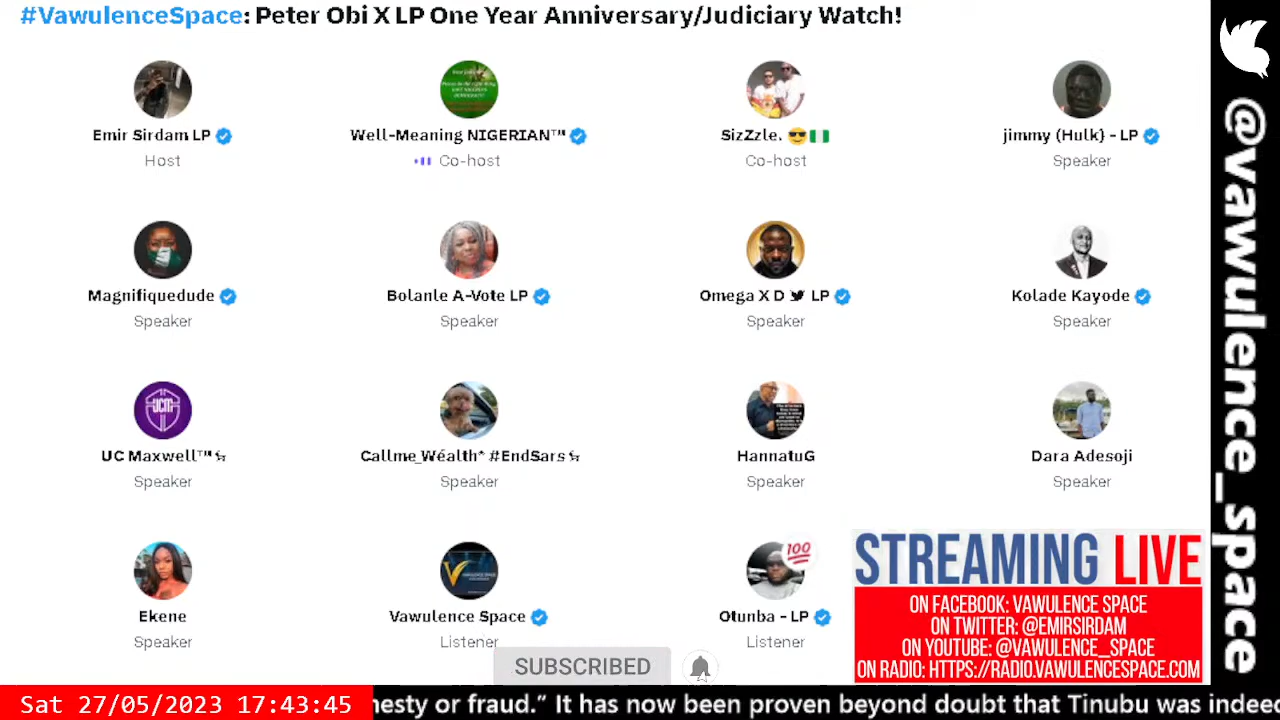 #VawulenceSpace: Peter Obi X LP One Year Anniversary/Judiciary Watch!
Emir Sirdam LP
Host
Well-Meaning NIGERIAN™
Co-host
SizZzle. 😎🇳🇬
Co-host
jimmy (Hulk) - LP
Speaker
Magnifiquedude
Speaker
Bolanle A-Vote LP
Speaker
Omega X D LP
Speaker
Kolade Kayode
Speaker
UC Maxwell™
Speaker
Callme_Wéalth* #EndSars
Speaker
HannatuG
Speaker
Dara Adesoji
Speaker
Ekene
Speaker
Vawulence Space
Listener
100
Otunba - LP
Listener
UCM
STREAMING LIVE
ON FACEBOOK: VAWULENCE SPACE
ON TWITTER: @EMIRSIRDAM
ON YOUTUBE: @VAWULENCE_SPACE
ON RADIO: HTTPS://RADIO.VAWULENCESPACE.COM
SUBSCRIBED
@vawulence_space
Sat 27/05/2023 17:43:45
nesty or fraud.” It has now been proven beyond doubt that Tinubu was indeed